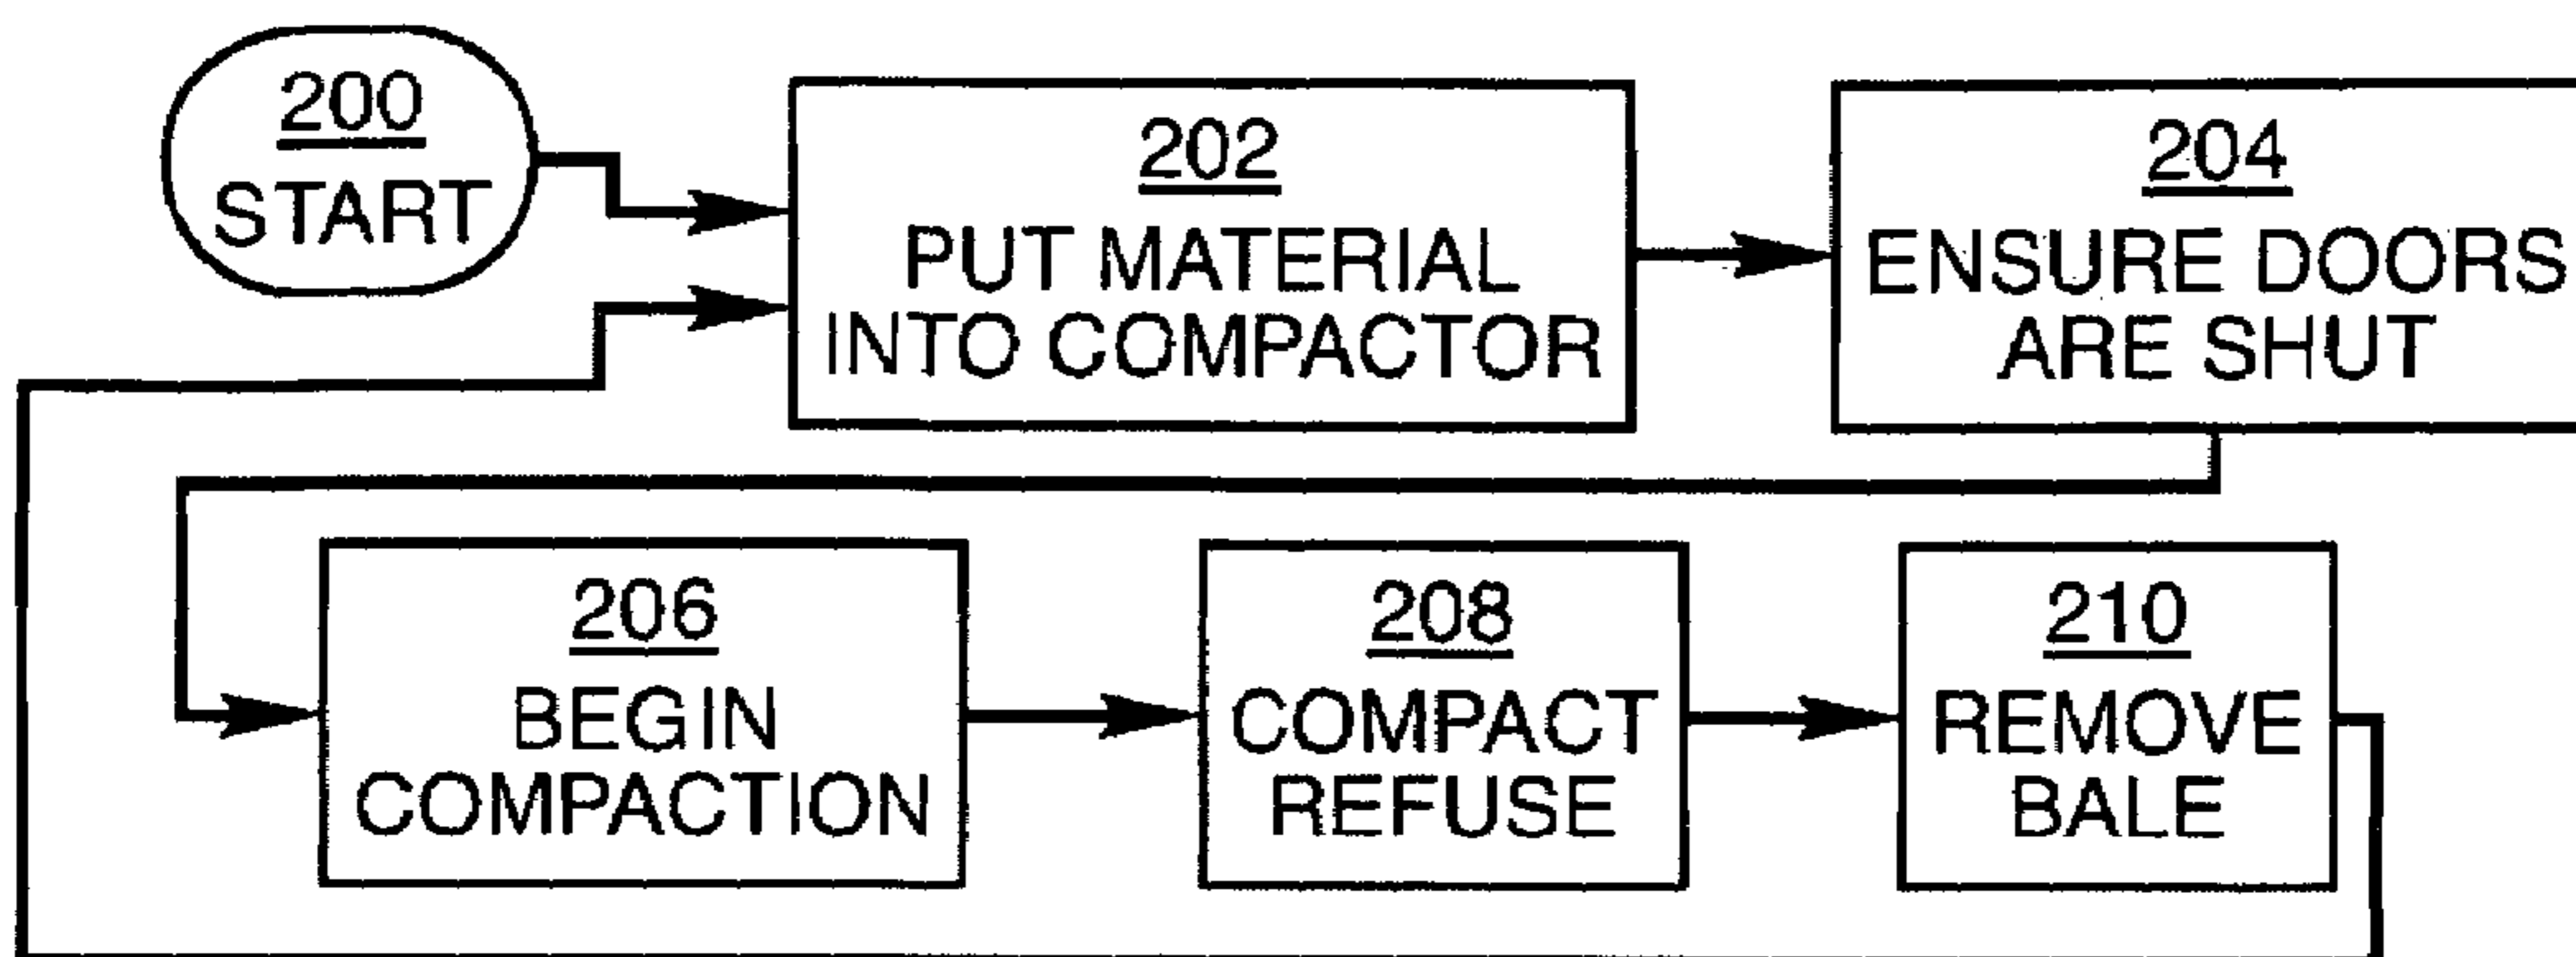 200
START
202
PUT MATERIAL
INTO COMPACTOR
204
ENSURE DOORS
ARE SHUT
206
BEGIN
COMPACTION
208
COMPACT
REFUSE
210
REMOVE
BALE